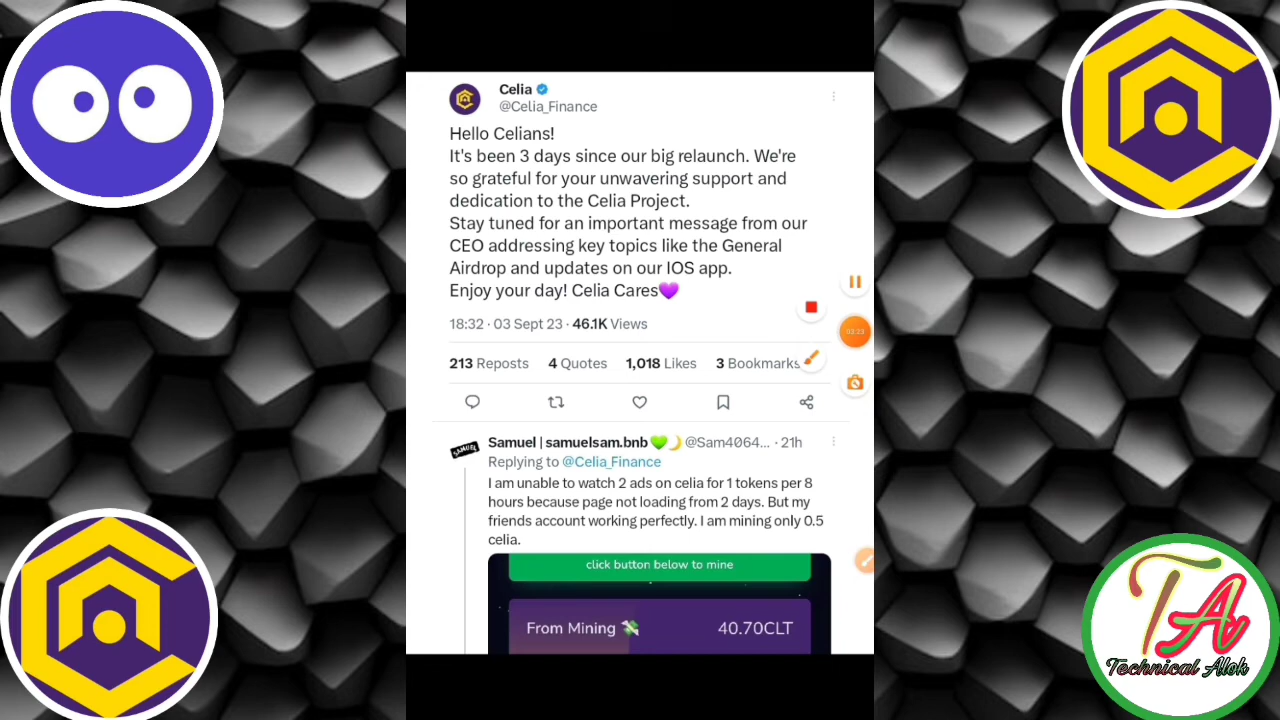 Celia
@Celia_Finance
Hello Celians!
It's been 3 days since our big relaunch. We're
so grateful for your unwavering support and
dedication to the Celia Project.
Stay tuned for an important message from our
CEO addressing key topics like the General
Airdrop and updates on our IOS app.
Enjoy your day! Celia Cares💜
18:32 · 03 Sept 23 · 46.1K Views
213 Reposts 4 Quotes 1,018 Likes 3 Bookmarks
03:23
SAMUEL
Samuel | samuelsam.bnb 💚🌙 @Sam4064... · 21h
Replying to @Celia_Finance
I am unable to watch 2 ads on celia for 1 tokens per 8
hours because page not loading from 2 days. But my
friends account working perfectly. I am mining only 0.5
celia.
click button below to mine
From Mining 💸 40.70CLT
TA
Technical Alok